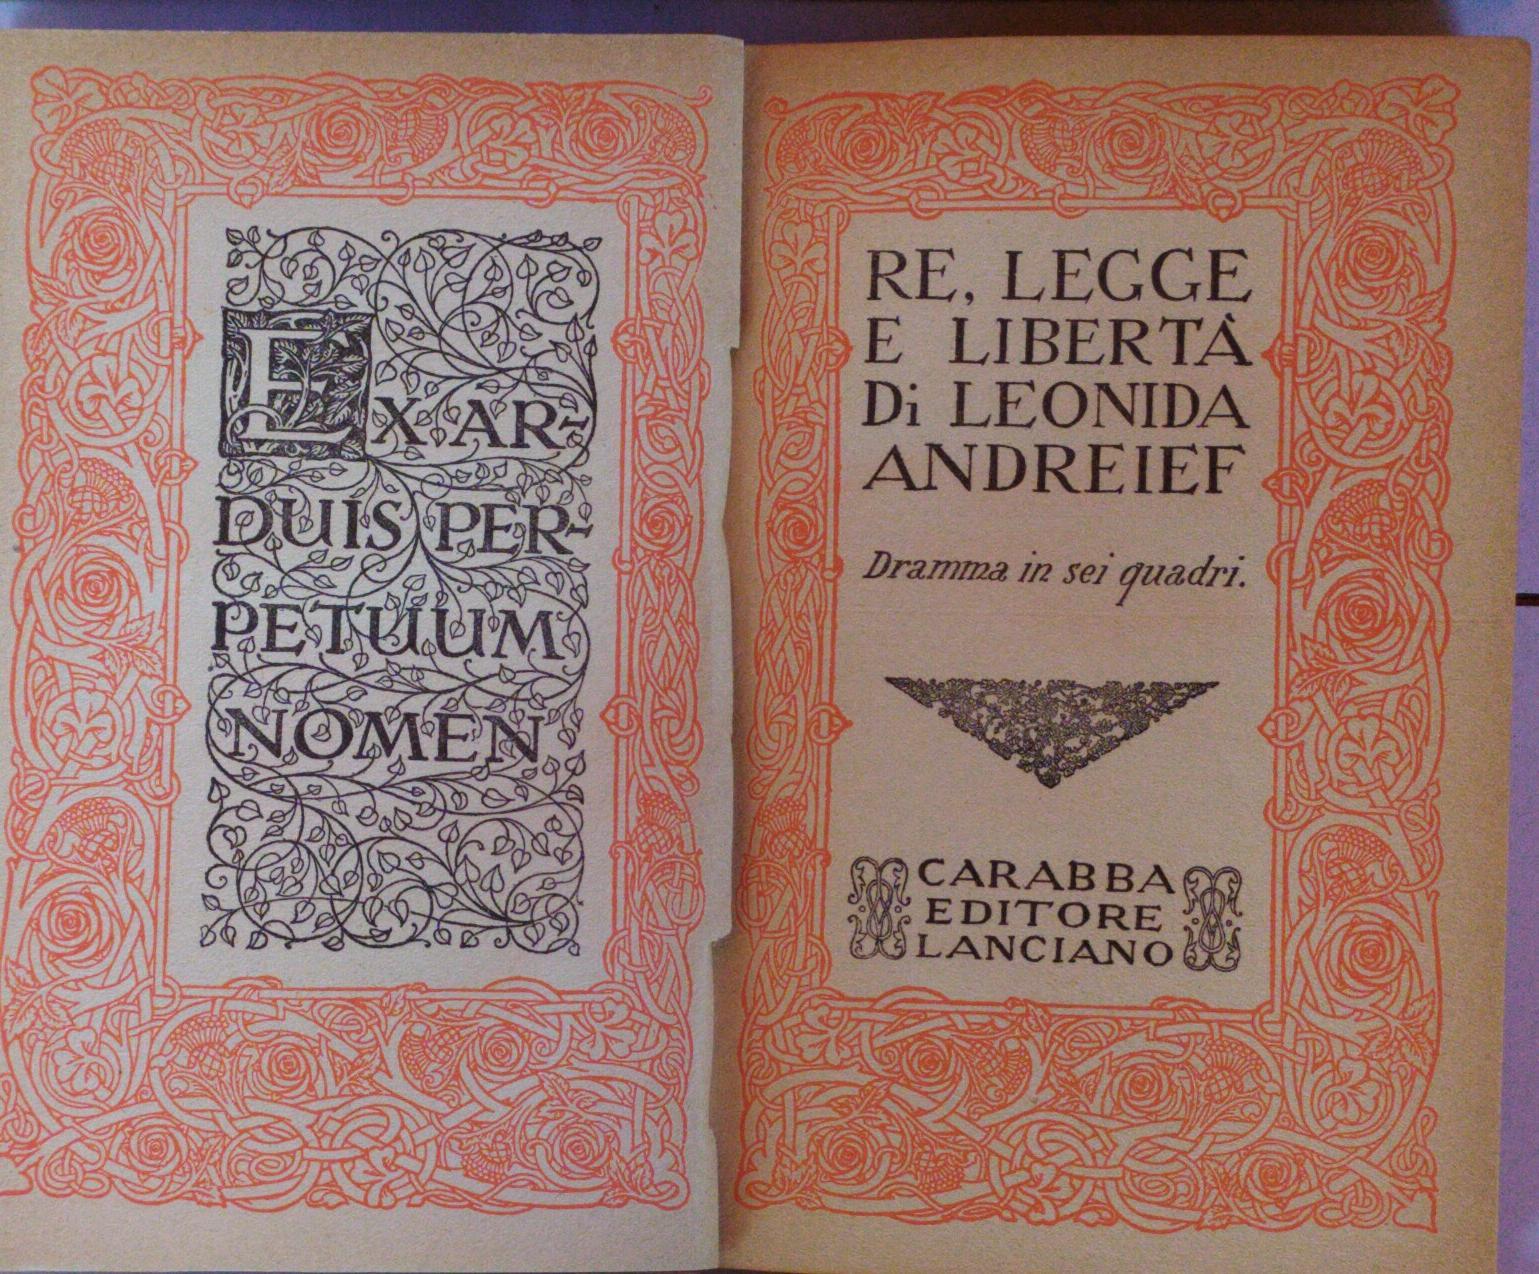 EX AR-
DUIS PER-
PETUUM
NOMEN
RE, LEGGE
E LIBERTÀ
Di LEONIDA
ANDREIEF
Dramma in sei quadri.
CARABBA
EDITORE
LANCIANO